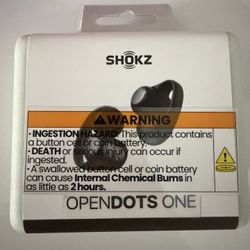 SHOKZ
WARNING
• INGESTION HAZARD: This product contains
a button cell or coin battery.
• DEATH or serious injury can occur if
ingested.
• A swallowed button cell or coin battery
can cause Internal Chemical Burns in
as little as 2 hours.
OPENDOTS ONE